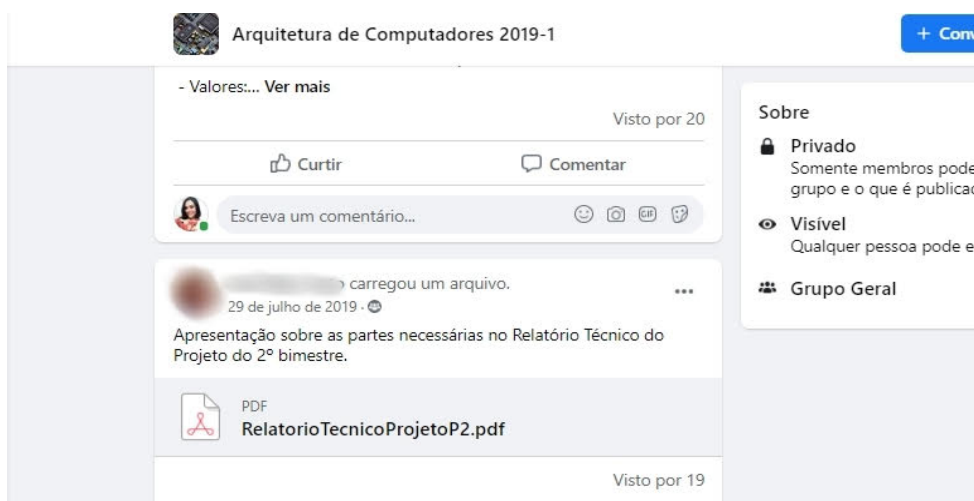 Arquitetura de Computadores 2019-1
+ Conv
- Valores:... Ver mais
Visto por 20
Curtir
Comentar
Escreva um comentário...
GIF
carregou um arquivo.
29 de julho de 2019 ·
Apresentação sobre as partes necessárias no Relatório Técnico do
Projeto do 2º bimestre.
PDF
RelatorioTecnicoProjetoP2.pdf
Visto por 19
Sobre
Privado
Somente membros pode
grupo e o que é publicad
Visível
Qualquer pessoa pode e
Grupo Geral